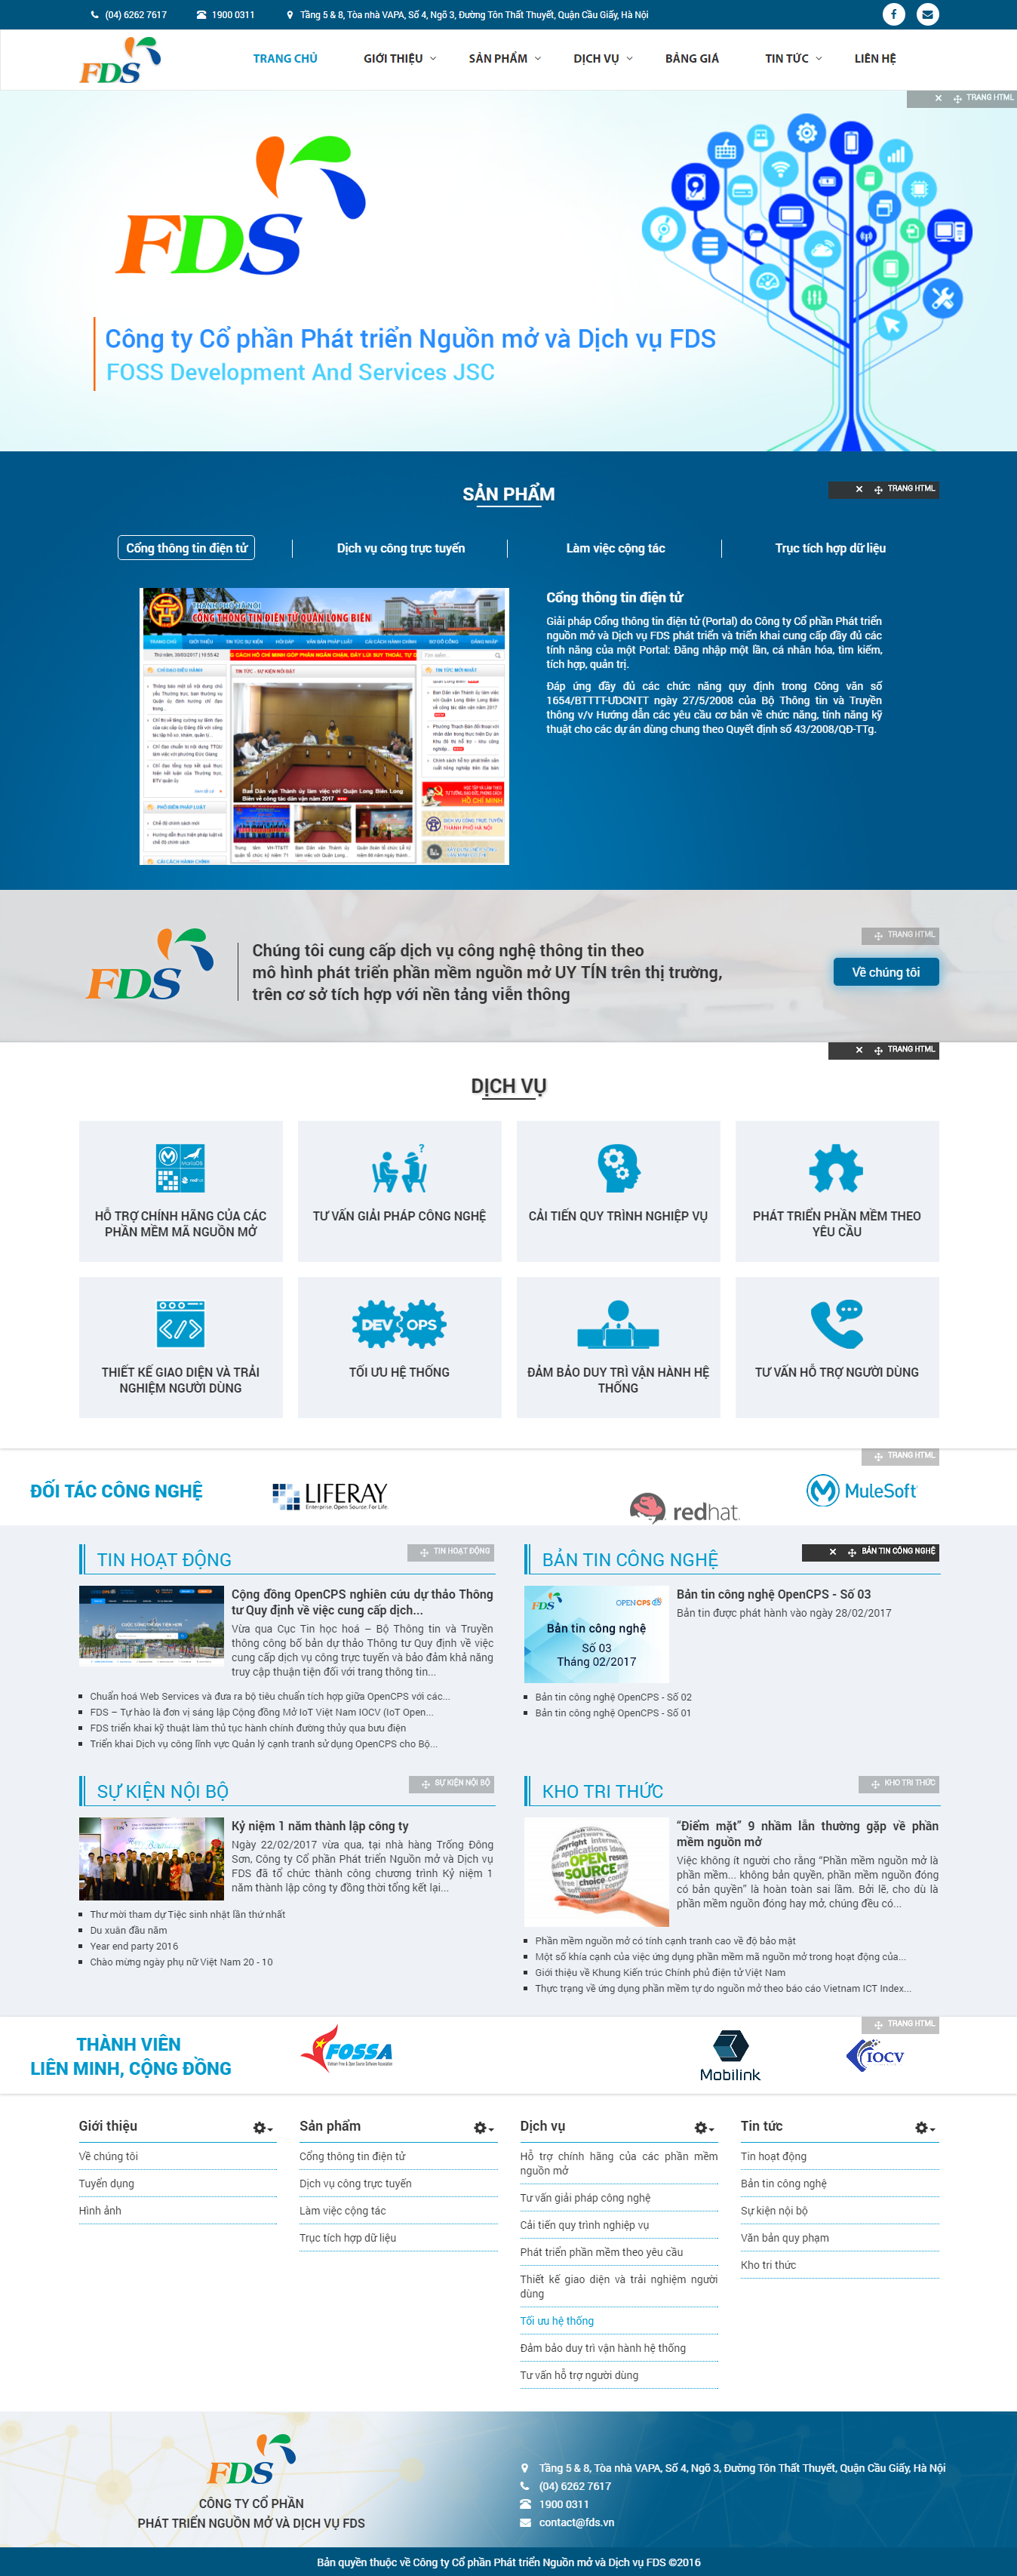 (04) 6262 7617 1900 0311 Tầng 5 & 8, Tòa nhà VAPA, Số 4, Ngõ 3, Đường Tôn Thất Thuyết, Quận Cầu Giấy, Hà Nội
FDS TRANG CHỦ GIỚI THIỆU SẢN PHẨM DỊCH VỤ BẢNG GIÁ TIN TỨC LIÊN HỆ
TRANG HTML
FDS
Công ty Cổ phần Phát triển Nguồn mở và Dịch vụ FDS
FOSS Development And Services JSC
SẢN PHẨM
TRANG HTML
Cổng thông tin điện tử Dịch vụ công trực tuyến Làm việc cộng tác Trục tích hợp dữ liệu
THÀNH PHỐ HÀ NỘI
CỔNG THÔNG TIN ĐIỆN TỬ QUẬN LONG BIÊN
Ban Dân vận Thành ủy làm việc với Quận Long Biên Long Biên về công tác dân vận năm 2017
Cổng thông tin điện tử
Giải pháp Cổng thông tin điện tử (Portal) do Công ty Cổ phần Phát triển
nguồn mở và Dịch vụ FDS phát triển và triển khai cung cấp đầy đủ các
tính năng của một Portal: Đăng nhập một lần, cá nhân hóa, tìm kiếm,
tích hợp, quản trị.
Đáp ứng đầy đủ các chức năng quy định trong Công văn số
1654/BTTTT-ƯDCNTT ngày 27/5/2008 của Bộ Thông tin và Truyền
thông v/v Hướng dẫn các yêu cầu cơ bản về chức năng, tính năng kỹ
thuật cho các dự án dùng chung theo Quyết định số 43/2008/QĐ-TTg.
TRANG HTML
FDS
Chúng tôi cung cấp dịch vụ công nghệ thông tin theo
mô hình phát triển phần mềm nguồn mở UY TÍN trên thị trường,
trên cơ sở tích hợp với nền tảng viễn thông
Về chúng tôi
TRANG HTML
DỊCH VỤ
HỖ TRỢ CHÍNH HÃNG CỦA CÁC
PHẦN MỀM MÃ NGUỒN MỞ
TƯ VẤN GIẢI PHÁP CÔNG NGHỆ
CẢI TIẾN QUY TRÌNH NGHIỆP VỤ
PHÁT TRIỂN PHẦN MỀM THEO
YÊU CẦU
THIẾT KẾ GIAO DIỆN VÀ TRẢI
NGHIỆM NGƯỜI DÙNG
DEV OPS
TỐI ƯU HỆ THỐNG
ĐẢM BẢO DUY TRÌ VẬN HÀNH HỆ
THỐNG
TƯ VẤN HỖ TRỢ NGƯỜI DÙNG
TRANG HTML
ĐỐI TÁC CÔNG NGHỆ
LIFERAY
Enterprise. Open Source. For Life.
redhat.
MuleSoft
TIN HOẠT ĐỘNG
TIN HOẠT ĐỘNG
Cộng đồng OpenCPS nghiên cứu dự thảo Thông
tư Quy định về việc cung cấp dịch...
Vừa qua Cục Tin học hoá – Bộ Thông tin và Truyền
thông công bố bản dự thảo Thông tư Quy định về việc
cung cấp dịch vụ công trực tuyến và bảo đảm khả năng
truy cập thuận tiện đối với trang thông tin...
Chuẩn hoá Web Services và đưa ra bộ tiêu chuẩn tích hợp giữa OpenCPS với các...
FDS – Tự hào là đơn vị sáng lập Cộng đồng Mở IoT Việt Nam IOCV (IoT Open...
FDS triển khai kỹ thuật làm thủ tục hành chính đường thủy qua bưu điện
Triển khai Dịch vụ công lĩnh vực Quản lý cạnh tranh sử dụng OpenCPS cho Bộ...
BẢN TIN CÔNG NGHỆ
BẢN TIN CÔNG NGHỆ
FDS OPENCPS
Bản tin công nghệ
Số 03
Tháng 02/2017
Bản tin công nghệ OpenCPS - Số 03
Bản tin được phát hành vào ngày 28/02/2017
Bản tin công nghệ OpenCPS - Số 02
Bản tin công nghệ OpenCPS - Số 01
SỰ KIỆN NỘI BỘ
SỰ KIỆN NỘI BỘ
Kỷ niệm 1 năm thành lập công ty
Ngày 22/02/2017 vừa qua, tại nhà hàng Trống Đông
Sơn, Công ty Cổ phần Phát triển Nguồn mở và Dịch vụ
FDS đã tổ chức thành công chương trình Kỷ niệm 1
năm thành lập công ty đồng thời tổng kết lại...
Thư mời tham dự Tiệc sinh nhật lần thứ nhất
Du xuân đầu năm
Year end party 2016
Chào mừng ngày phụ nữ Việt Nam 20 - 10
KHO TRI THỨC
KHO TRI THỨC
OPEN SOURCE
“Điểm mặt” 9 nhầm lẫn thường gặp về phần
mềm nguồn mở
Việc không ít người cho rằng “Phần mềm nguồn mở là
phần mềm... không bản quyền, phần mềm nguồn đóng
có bản quyền” là hoàn toàn sai lầm. Bởi lẽ, cho dù là
phần mềm nguồn đóng hay mở, chúng đều có...
Phần mềm nguồn mở có tính cạnh tranh cao về độ bảo mật
Một số khía cạnh của việc ứng dụng phần mềm mã nguồn mở trong hoạt động của...
Giới thiệu về Khung Kiến trúc Chính phủ điện tử Việt Nam
Thực trạng về ứng dụng phần mềm tự do nguồn mở theo báo cáo Vietnam ICT Index...
TRANG HTML
THÀNH VIÊN
LIÊN MINH, CỘNG ĐỒNG
FOSSA
Mobilink
IOCV
Giới thiệu
Về chúng tôi
Tuyển dụng
Hình ảnh
Sản phẩm
Cổng thông tin điện tử
Dịch vụ công trực tuyến
Làm việc cộng tác
Trục tích hợp dữ liệu
Dịch vụ
Hỗ trợ chính hãng của các phần mềm
nguồn mở
Tư vấn giải pháp công nghệ
Cải tiến quy trình nghiệp vụ
Phát triển phần mềm theo yêu cầu
Thiết kế giao diện và trải nghiệm người
dùng
Tối ưu hệ thống
Đảm bảo duy trì vận hành hệ thống
Tư vấn hỗ trợ người dùng
Tin tức
Tin hoạt động
Bản tin công nghệ
Sự kiện nội bộ
Văn bản quy phạm
Kho tri thức
FDS
CÔNG TY CỔ PHẦN
PHÁT TRIỂN NGUỒN MỞ VÀ DỊCH VỤ FDS
Tầng 5 & 8, Tòa nhà VAPA, Số 4, Ngõ 3, Đường Tôn Thất Thuyết, Quận Cầu Giấy, Hà Nội
(04) 6262 7617
1900 0311
contact@fds.vn
Bản quyền thuộc về Công ty Cổ phần Phát triển Nguồn mở và Dịch vụ FDS ©2016